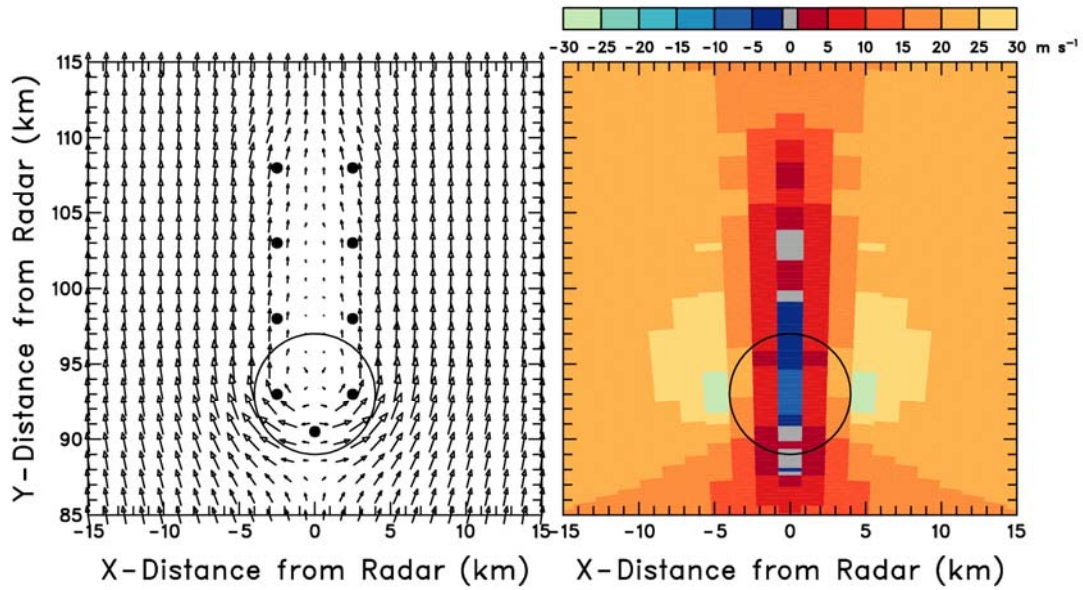 -30 -25 -20 -15 -10 -5 0 5 10 15 20 25 30 m s⁻¹
115
110
105
100
95
90
85
Y-Distance from Radar (km)
-15 -10 -5 0 5 10 15
-15 -10 -5 0 5 10 15
X-Distance from Radar (km)
X-Distance from Radar (km)